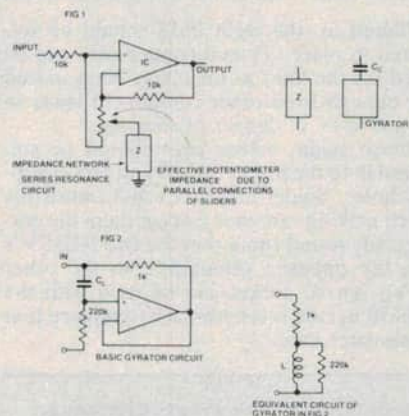 FIG 1
INPUT
10k
IC
OUTPUT
10k
Z
IMPEDANCE NETWORK
SERIES RESONANCE
CIRCUIT
EFFECTIVE POTENTIOMETER
IMPEDANCE DUE TO
PARALLEL CONNECTIONS
OF SLIDERS
Z
CL
Z
GYRATOR
FIG 2
IN
CL
1k
220k
BASIC GYRATOR CIRCUIT
1k
L
220k
EQUIVALENT CIRCUIT OF
GYRATOR IN FIG 2